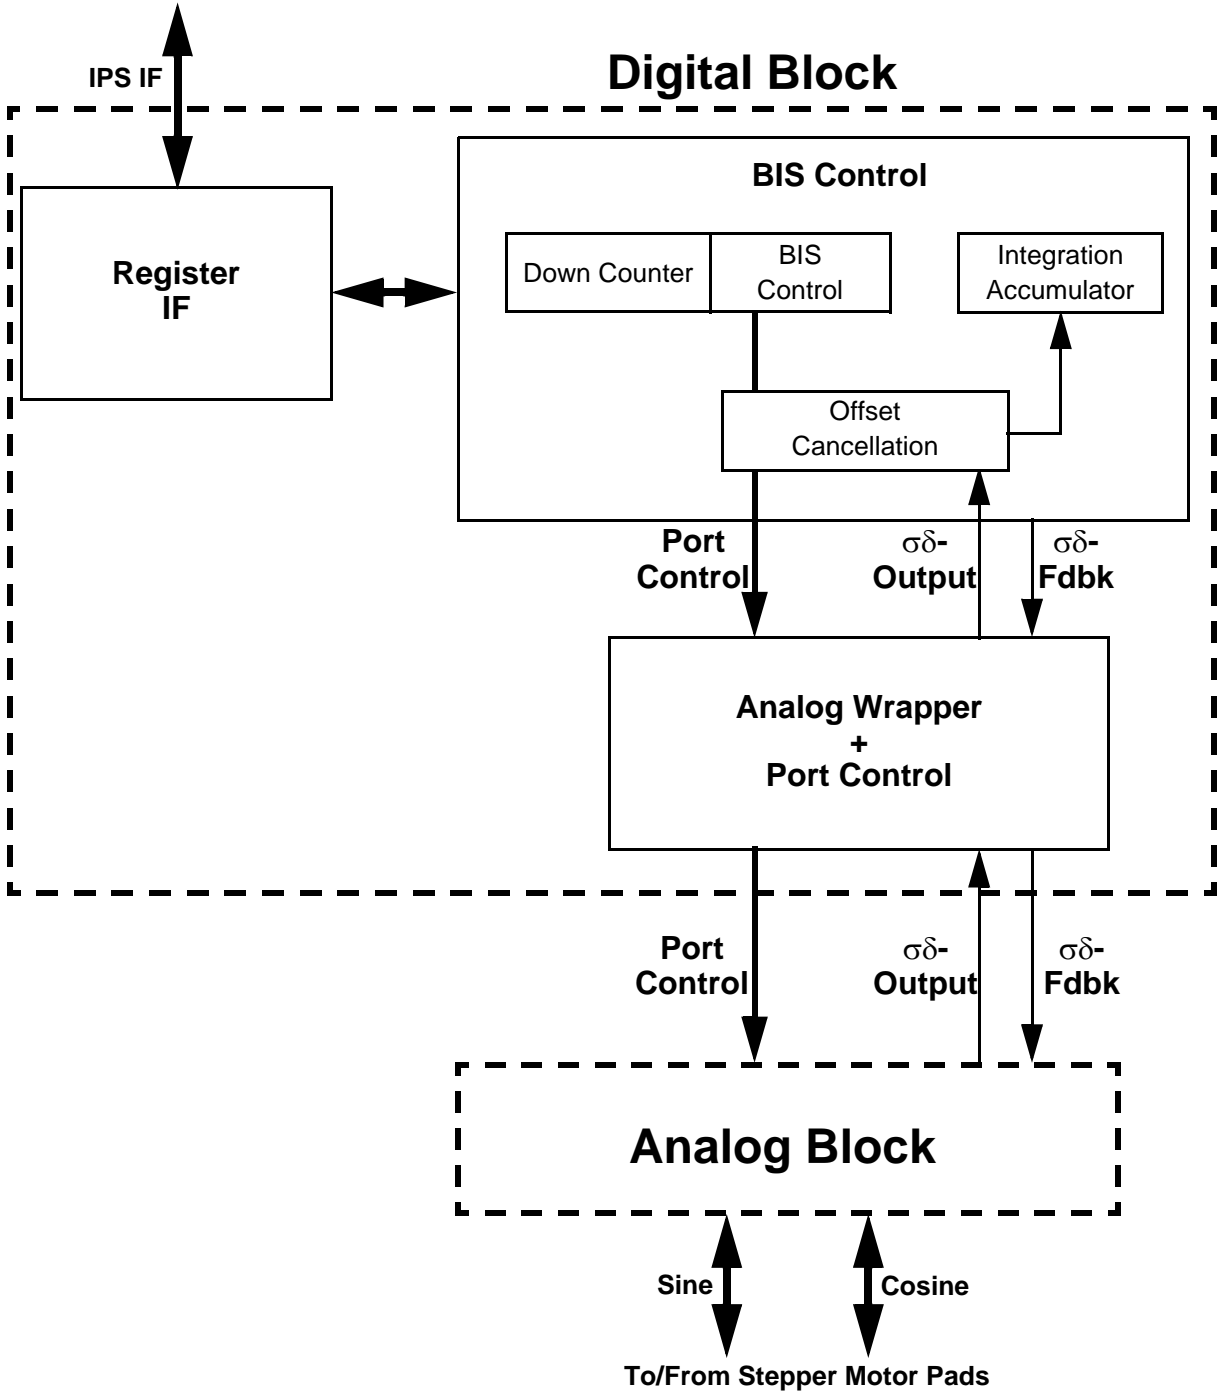 IPS IF
Digital Block
BIS Control
Register
IF
Down Counter
BIS
Control
Integration
Accumulator
Offset
Cancellation
Port
Control
σδ-
Output
σδ-
Fdbk
Analog Wrapper
+
Port Control
Port
Control
σδ-
Output
σδ-
Fdbk
Analog Block
Sine
Cosine
To/From Stepper Motor Pads